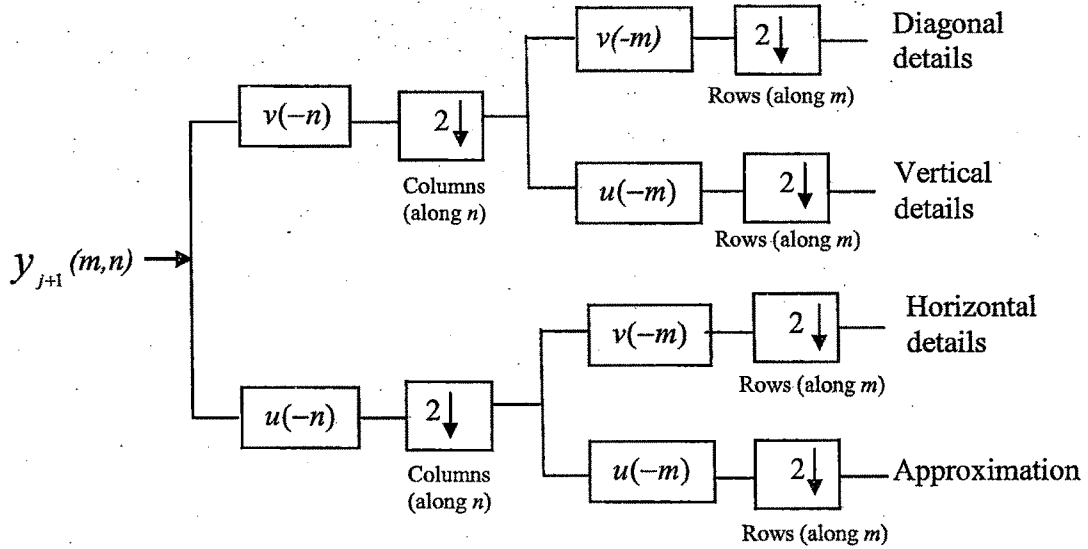 v(-m)
2↓
Diagonal
details
Rows (along m)
v(−n)
2↓
Columns
(along n)
u(−m)
2↓
Vertical
details
Rows (along m)
y_{j+1}(m,n)
v(−m)
2↓
Horizontal
details
Rows (along m)
u(−n)
2↓
Columns
(along n)
u(−m)
2↓
Approximation
Rows (along m)